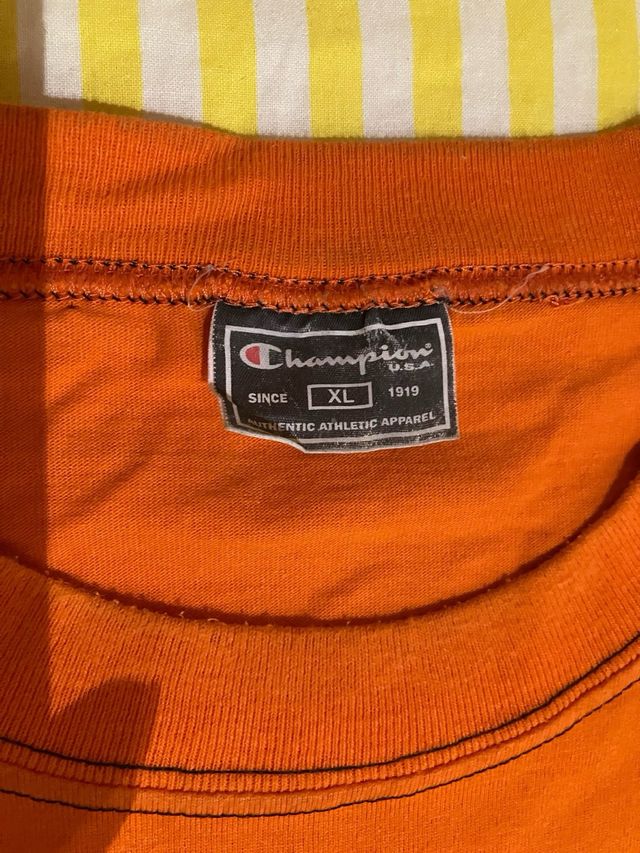 Champion
U.S.A.
SINCE XL 1919
AUTHENTIC ATHLETIC APPAREL